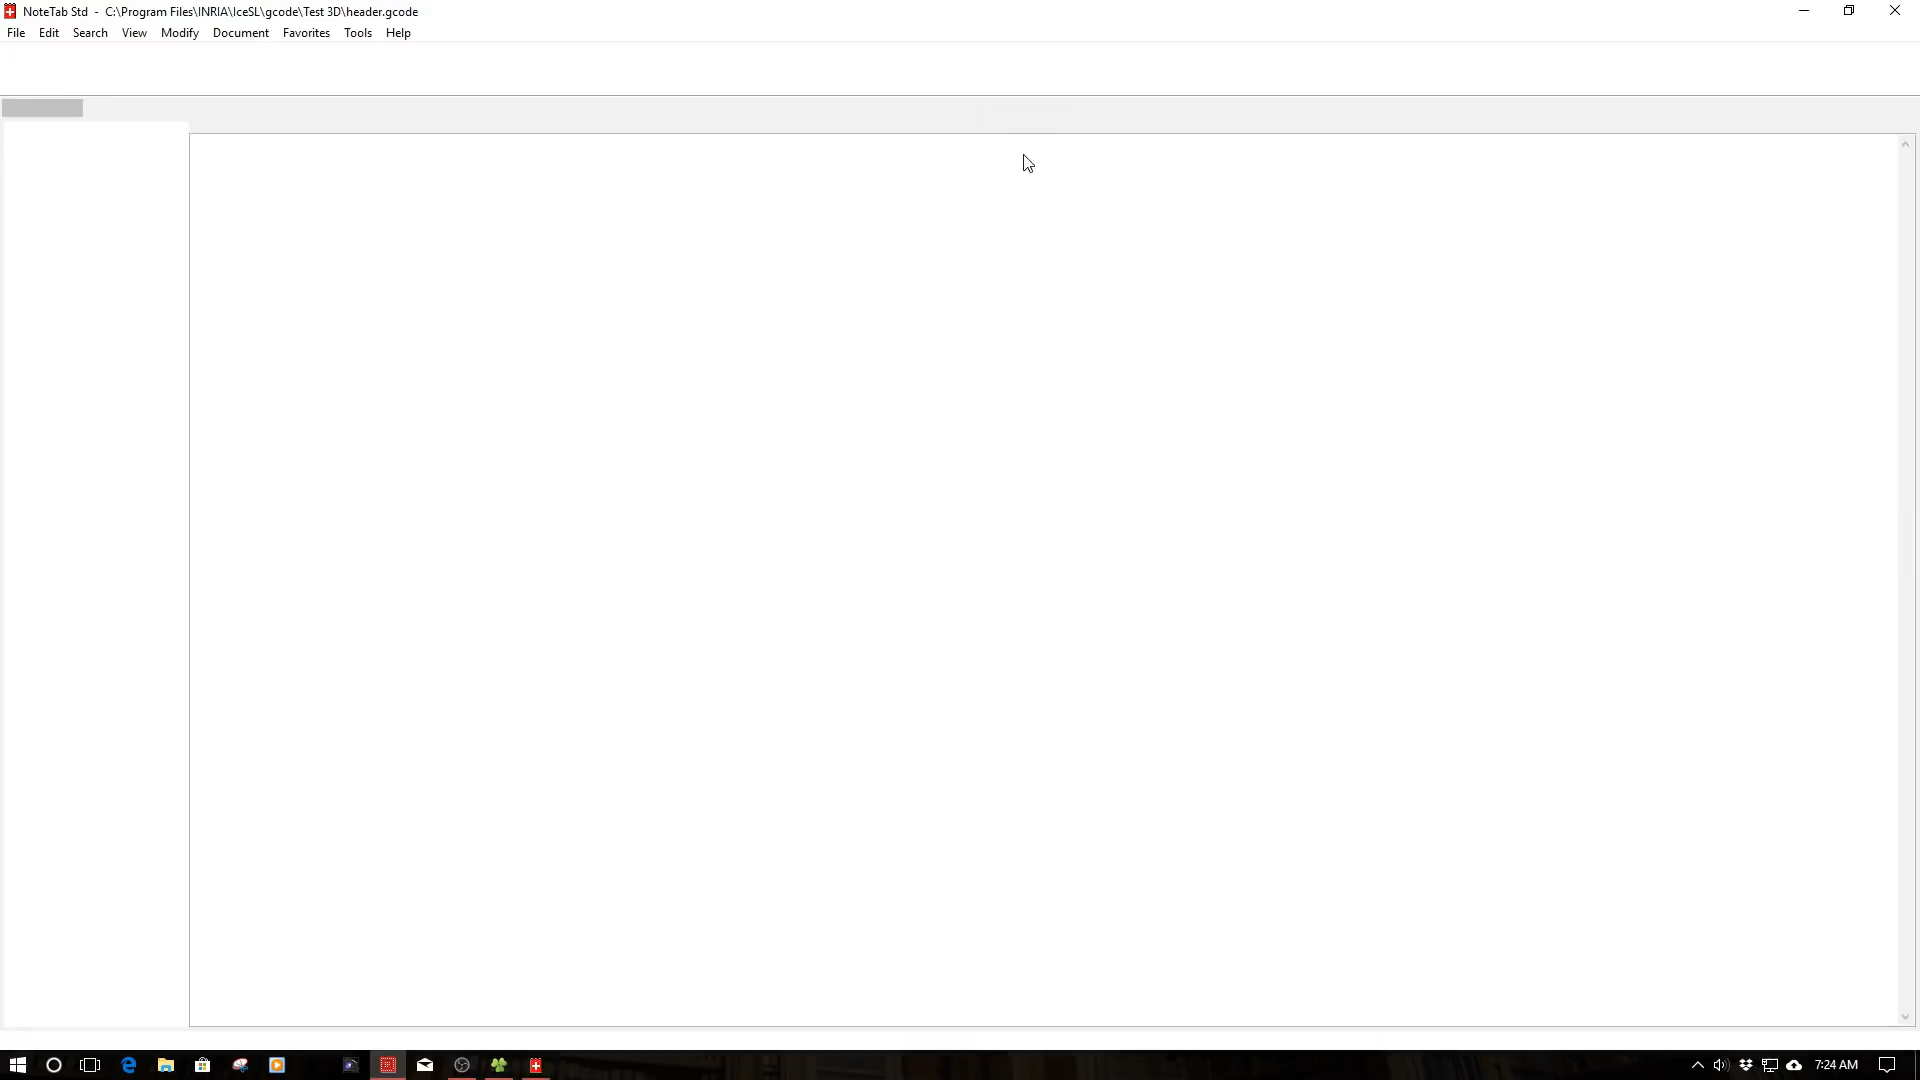 NoteTab Std - C:\Program Files\INRIA\IceSL\gcode\Test 3D\header.gcode
File Edit Search View Modify Document Favorites Tools Help
7:24 AM